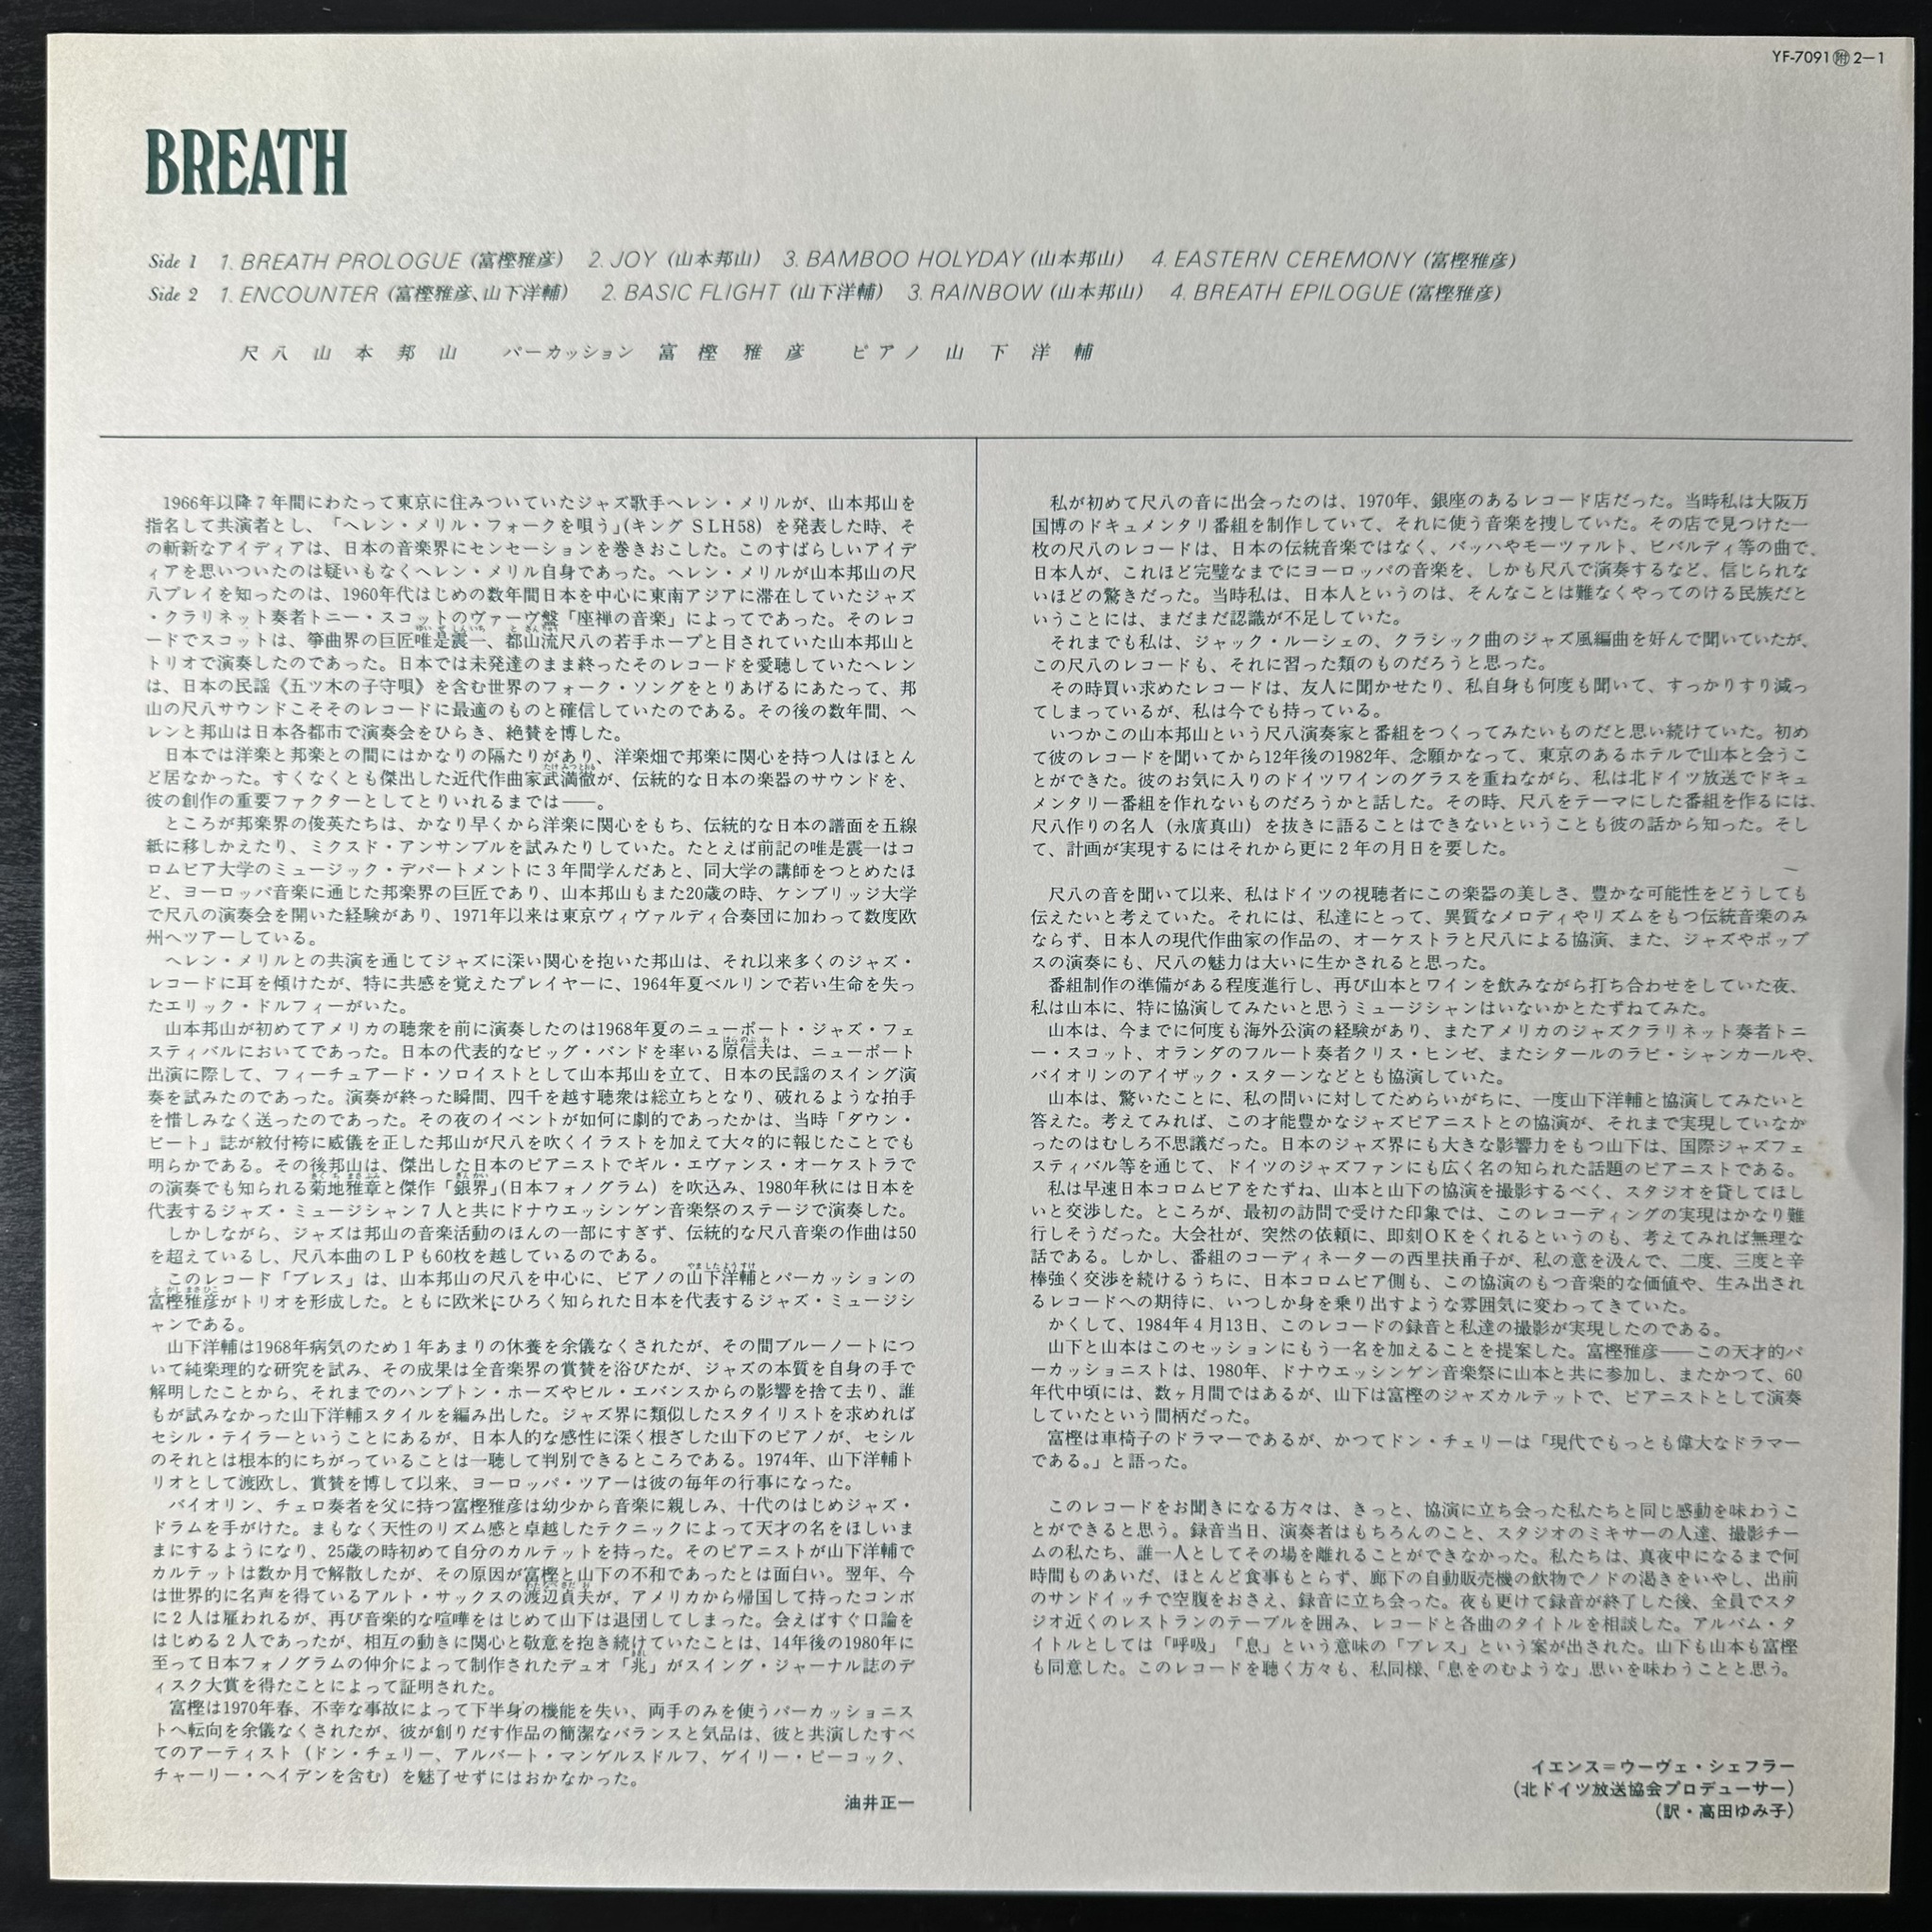 YF-7091㊟2-1
BREATH
Side 1 1. BREATH PROLOGUE (富樫雅彦) 2. JOY (山本邦山) 3. BAMBOO HOLYDAY (山本邦山) 4. EASTERN CEREMONY (富樫雅彦)
Side 2 1. ENCOUNTER (富樫雅彦、山下洋輔) 2. BASIC FLIGHT (山下洋輔) 3. RAINBOW (山本邦山) 4. BREATH EPILOGUE (富樫雅彦)
尺八 山本邦山 パーカッション 富樫雅彦 ピアノ 山下洋輔
1966年以降7年間にわたって東京に住みついていたジャズ歌手ヘレン・メリルが、山本邦山を
指名して共演者とし、「ヘレン・メリル・フォークを唄う」(キング SLH58) を発表した時、そ
の斬新なアイディアは、日本の音楽界にセンセーションを巻きおこした。このすばらしいアイデ
ィアを思いついたのは疑いもなくヘレン・メリル自身であった。ヘレン・メリルが山本邦山の尺
八プレイを知ったのは、1960年代はじめの数年間日本を中心に東南アジアに滞在していたジャズ
・クラリネット奏者トニー・スコットのヴァーヴ盤「座禅の音楽」によってであった。そのレコ
ードでスコットは、箏曲界の巨匠唯是震一、都山流尺八の若手ホープと目されていた山本邦山と
トリオで演奏したのであった。日本では未発達のまま終ったそのレコードを愛聴していたヘレン
は、日本の民謡《五ツ木の子守唄》を含む世界のフォーク・ソングをとりあげるにあたって、邦
山の尺八サウンドこそそのレコードに最適のものと確信していたのである。その後の数年間、ヘ
レンと邦山は日本各都市で演奏会をひらき、絶賛を博した。
日本では洋楽と邦楽との間にはかなりの隔たりがあり、洋楽畑で邦楽に関心を持つ人はほとん
ど居なかった。すくなくとも傑出した近代作曲家武満徹が、伝統的な日本の楽器のサウンドを、
彼の創作の重要ファクターとしてとりいれるまでは――。
ところが邦楽界の俊英たちは、かなり早くから洋楽に関心をもち、伝統的な日本の譜面を五線
紙に移しかえたり、ミクスド・アンサンブルを試みたりしていた。たとえば前記の唯是震一はコ
ロムビア大学のミュージック・デパートメントに3年間学んだあと、同大学の講師をつとめたほ
ど、ヨーロッパ音楽に通じた邦楽界の巨匠であり、山本邦山もまた20歳の時、ケンブリッジ大学
で尺八の演奏会を開いた経験があり、1971年以来は東京ヴィヴァルディ合奏団に加わって数度欧
州へツアーしている。
ヘレン・メリルとの共演を通じてジャズに深い関心を抱いた邦山は、それ以来多くのジャズ・
レコードに耳を傾けたが、特に共感を覚えたプレイヤーに、1964年夏ベルリンで若い生命を失っ
たエリック・ドルフィーがいた。
山本邦山が初めてアメリカの聴衆を前に演奏したのは1968年夏のニューポート・ジャズ・フェ
スティバルにおいてであった。日本の代表的なビッグ・バンドを率いる原信夫は、ニューポート
出演に際して、フィーチュアード・ソロイストとして山本邦山を立て、日本の民謡のスイング演
奏を試みたのであった。演奏が終った瞬間、四千を越す聴衆は総立ちとなり、破れるような拍手
を惜しみなく送ったのであった。その夜のイベントが如何に劇的であったかは、当時「ダウン・
ビート」誌が紋付袴に威儀を正した邦山が尺八を吹くイラストを加えて大々的に報じたことでも
明らかである。その後邦山は、傑出した日本のピアニストでギル・エヴァンス・オーケストラで
の演奏でも知られる菊地雅章と傑作「銀界」(日本フォノグラム) を吹込み、1980年秋には日本を
代表するジャズ・ミュージシャン7人と共にドナウエッシンゲン音楽祭のステージで演奏した。
しかしながら、ジャズは邦山の音楽活動のほんの一部にすぎず、伝統的な尺八音楽の作曲は50
を超えているし、尺八本曲のLPも60枚を越しているのである。
このレコード「ブレス」は、山本邦山の尺八を中心に、ピアノの山下洋輔とパーカッションの
富樫雅彦がトリオを形成した。ともに欧米にひろく知られた日本を代表するジャズ・ミュージシ
ャンである。
山下洋輔は1968年病気のため1年あまりの休養を余儀なくされたが、その間ブルーノートにつ
いて純楽理的な研究を試み、その成果は全音楽界の賞賛を浴びたが、ジャズの本質を自身の手で
解明したことから、それまでのハンプトン・ホーズやビル・エバンスからの影響を捨て去り、誰
もが試みなかった山下洋輔スタイルを編み出した。ジャズ界に類似したスタイリストを求めれば
セシル・テイラーということにあるが、日本人的な感性に深く根ざした山下のピアノが、セシル
のそれとは根本的にちがっていることは一聴して判別できるところである。1974年、山下洋輔ト
リオとして渡欧し、賞賛を博して以来、ヨーロッパ・ツアーは彼の毎年の行事になった。
バイオリン、チェロ奏者を父に持つ富樫雅彦は幼少から音楽に親しみ、十代のはじめジャズ・
ドラムを手がけた。まもなく天性のリズム感と卓越したテクニックによって天才の名をほしいま
まにするようになり、25歳の時初めて自分のカルテットを持った。そのピアニストが山下洋輔で
カルテットは数か月で解散したが、その原因が富樫と山下の不和であったとは面白い。翌年、今
は世界的に名声を得ているアルト・サックスの渡辺貞夫が、アメリカから帰国して持ったコンボ
に2人は雇われるが、再び音楽的な喧嘩をはじめて山下は退団してしまった。会えばすぐ口論を
はじめる2人であったが、相互の動きに関心と敬意を抱き続けていたことは、14年後の1980年に
至って日本フォノグラムの仲介によって制作されたデュオ「兆」がスイング・ジャーナル誌のデ
ィスク大賞を得たことによって証明された。
富樫は1970年春、不幸な事故によって下半身の機能を失い、両手のみを使うパーカッショニス
トへ転向を余儀なくされたが、彼が創りだす作品の簡潔なバランスと気品は、彼と共演したすべ
てのアーティスト (ドン・チェリー、アルバート・マンゲルスドルフ、ゲイリー・ピーコック、
チャーリー・ヘイデンを含む) を魅了せずにはおかなかった。
油井正一
私が初めて尺八の音に出会ったのは、1970年、銀座のあるレコード店だった。当時私は大阪万
国博のドキュメンタリ番組を制作していて、それに使う音楽を捜していた。その店で見つけた一
枚の尺八のレコードは、日本の伝統音楽ではなく、バッハやモーツァルト、ビバルディ等の曲で、
日本人が、これほど完璧なまでにヨーロッパの音楽を、しかも尺八で演奏するなど、信じられな
いほどの驚きだった。当時私は、日本人というのは、そんなことは難なくやってのける民族だと
いうことには、まだまだ認識が不足していた。
それまでも私は、ジャック・ルーシェの、クラシック曲のジャズ風編曲を好んで聞いていたが、
この尺八のレコードも、それに習った類のものだろうと思った。
その時買い求めたレコードは、友人に聞かせたり、私自身も何度も聞いて、すっかりすり減っ
てしまっているが、私は今でも持っている。
いつかこの山本邦山という尺八演奏家と番組をつくってみたいものだと思い続けていた。初め
て彼のレコードを聞いてから12年後の1982年、念願かなって、東京のあるホテルで山本と会うこ
とができた。彼のお気に入りのドイツワインのグラスを重ねながら、私は北ドイツ放送でドキュ
メンタリー番組を作れないものだろうかと話した。その時、尺八をテーマにした番組を作るには、
尺八作りの名人 (永廣真山) を抜きに語ることはできないということも彼の話から知った。そし
て、計画が実現するにはそれから更に2年の月日を要した。
尺八の音を聞いて以来、私はドイツの視聴者にこの楽器の美しさ、豊かな可能性をどうしても
伝えたいと考えていた。それには、私達にとって、異質なメロディやリズムをもつ伝統音楽のみ
ならず、日本人の現代作曲家の作品の、オーケストラと尺八による協演、また、ジャズやポップ
スの演奏にも、尺八の魅力は大いに生かされると思った。
番組制作の準備がある程度進行し、再び山本とワインを飲みながら打ち合わせをしていた夜、
私は山本に、特に協演してみたいと思うミュージシャンはいないかとたずねてみた。
山本は、今までに何度も海外公演の経験があり、またアメリカのジャズクラリネット奏者トニ
ー・スコット、オランダのフルート奏者クリス・ヒンゼ、またシタールのラビ・シャンカールや、
バイオリンのアイザック・スターンなどとも協演していた。
山本は、驚いたことに、私の問いに対してためらいがちに、一度山下洋輔と協演してみたいと
答えた。考えてみれば、この才能豊かなジャズピアニストとの協演が、それまで実現していなか
ったのはむしろ不思議だった。日本のジャズ界にも大きな影響力をもつ山下は、国際ジャズフェ
スティバル等を通じて、ドイツのジャズファンにも広く名の知られた話題のピアニストである。
私は早速日本コロムビアをたずね、山本と山下の協演を撮影するべく、スタジオを貸してほし
いと交渉した。ところが、最初の訪問で受けた印象では、このレコーディングの実現はかなり難
行しそうだった。大会社が、突然の依頼に、即刻OKをくれるというのも、考えてみれば無理な
話である。しかし、番組のコーディネーターの西里扶甬子が、私の意を汲んで、二度、三度と辛
棒強く交渉を続けるうちに、日本コロムビア側も、この協演のもつ音楽的な価値や、生み出され
るレコードへの期待に、いつしか身を乗り出すような雰囲気に変わってきていた。
かくして、1984年4月13日、このレコードの録音と私達の撮影が実現したのである。
山下と山本はこのセッションにもう一名を加えることを提案した。富樫雅彦――この天才的パ
ーカッショニストは、1980年、ドナウエッシンゲン音楽祭に山本と共に参加し、またかつて、60
年代中頃には、数ヶ月間ではあるが、山下は富樫のジャズカルテットで、ピアニストとして演奏
していたという間柄だった。
富樫は車椅子のドラマーであるが、かつてドン・チェリーは「現代でもっとも偉大なドラマー
である。」と語った。
このレコードをお聞きになる方々は、きっと、協演に立ち会った私たちと同じ感動を味わうこ
とができると思う。録音当日、演奏者はもちろんのこと、スタジオのミキサーの人達、撮影チー
ムの私たち、誰一人としてその場を離れることができなかった。私たちは、真夜中になるまで何
時間ものあいだ、ほとんど食事もとらず、廊下の自動販売機の飲物でノドの渇きをいやし、出前
のサンドイッチで空腹をおさえ、録音に立ち会った。夜も更けて録音が終了した後、全員でスタ
ジオ近くのレストランのテーブルを囲み、レコードと各曲のタイトルを相談した。アルバム・タ
イトルとしては「呼吸」「息」という意味の「ブレス」という案が出された。山下も山本も富樫
も同意した。このレコードを聴く方々も、私同様、「息をのむような」思いを味わうことと思う。
イエンス=ウーヴェ・シェフラー
(北ドイツ放送協会プロデューサー)
(訳・高田ゆみ子)